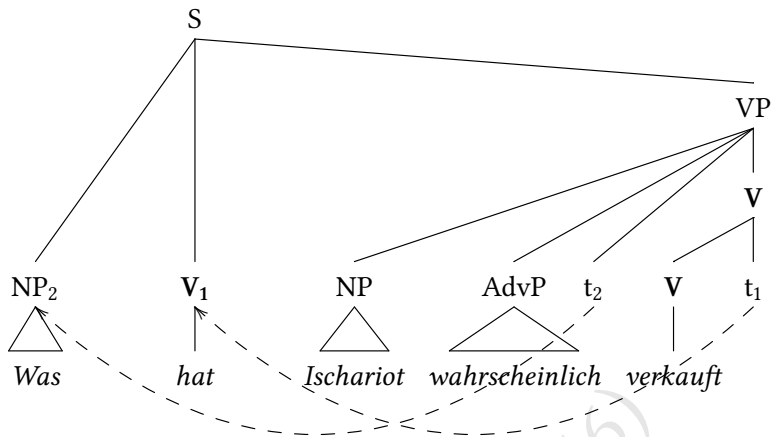 S
VP
V
NP₂ V₁ NP AdvP t₂ V t₁
Was hat Ischariot wahrscheinlich verkauft